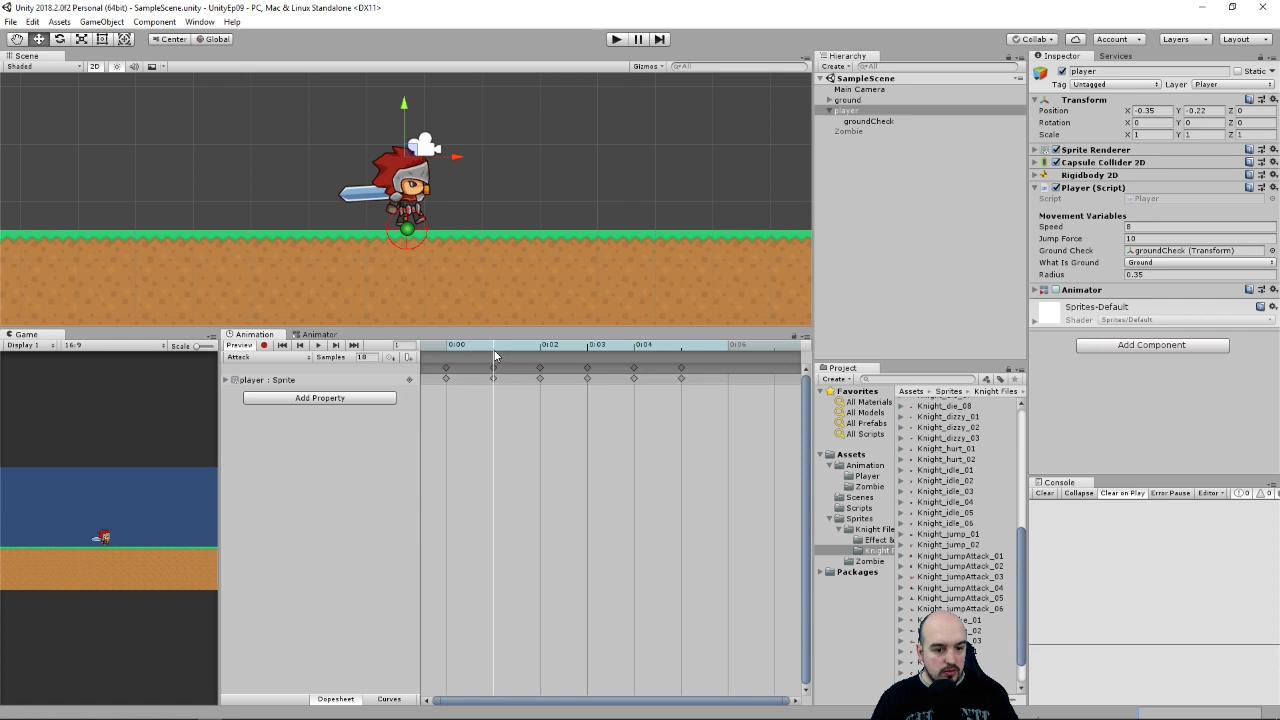 Unity 2018.2.0f2 Personal (64bit) - SampleScene.unity - UnityEp09 - PC, Mac & Linux Standalone <DX11>
File Edit Assets GameObject Component Window Help
Center Global
Collab Account Layers Layout
Scene
Shaded 2D Gizmos All
Hierarchy
Create All
SampleScene
Main Camera
ground
player
groundCheck
Zombie
Inspector Services
player Static
Tag Untagged Layer Player
Transform
Position X -0.35 Y -0.22 Z 0
Rotation X 0 Y 0 Z 0
Scale X 1 Y 1 Z 1
Sprite Renderer
Capsule Collider 2D
Rigidbody 2D
Player (Script)
Script Player
Movement Variables
Speed 8
Jump Force 10
Ground Check groundCheck (Transform)
What Is Ground Ground
Radius 0.35
Animator
Sprites-Default
Shader Sprites/Default
Add Component
Game
Display 1 16:9 Scale
Animation Animator
Preview 1
Attack Samples 18
0:00 0:02 0:03 0:04 0:06
player : Sprite
Add Property
Dopesheet Curves
Project
Create
Favorites
All Materials
All Models
All Prefabs
All Scripts
Assets
Animation
Player
Zombie
Scenes
Scripts
Sprites
Knight File
Effect &
Knight F
Zombie
Packages
Assets Sprites Knight Files
Knight_die_08
Knight_dizzy_01
Knight_dizzy_02
Knight_dizzy_03
Knight_hurt_01
Knight_hurt_02
Knight_idle_01
Knight_idle_02
Knight_idle_03
Knight_idle_04
Knight_idle_05
Knight_idle_06
Knight_jump_01
Knight_jump_02
Knight_jumpAttack_01
Knight_jumpAttack_02
Knight_jumpAttack_03
Knight_jumpAttack_04
Knight_jumpAttack_05
Knight_jumpAttack_06
Console
Clear Collapse Clear on Play Error Pause Editor 0 0